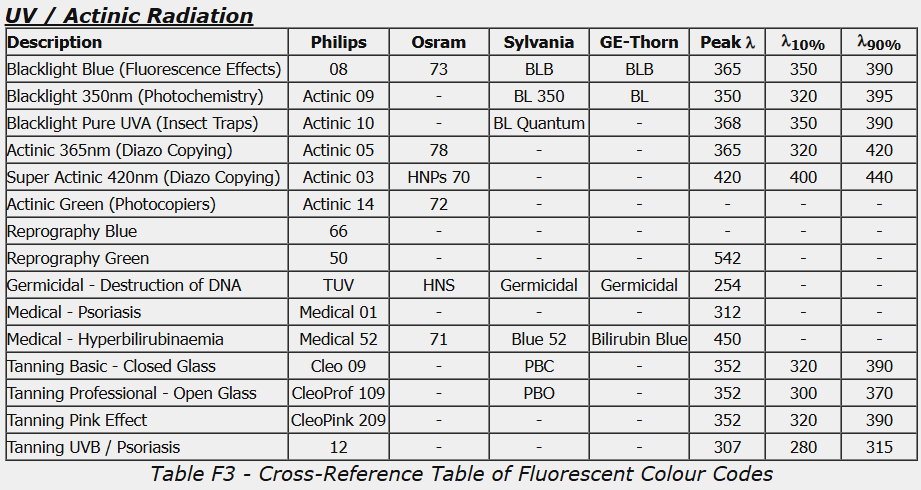 UV / Actinic Radiation
Description Philips Osram Sylvania GE-Thorn Peak λ λ10% λ90%
Blacklight Blue (Fluorescence Effects) 08 73 BLB BLB 365 350 390
Blacklight 350nm (Photochemistry) Actinic 09 - BL 350 BL 350 320 395
Blacklight Pure UVA (Insect Traps) Actinic 10 - BL Quantum - 368 350 390
Actinic 365nm (Diazo Copying) Actinic 05 78 - - 365 320 420
Super Actinic 420nm (Diazo Copying) Actinic 03 HNPs 70 - - 420 400 440
Actinic Green (Photocopiers) Actinic 14 72 - - - - -
Reprography Blue 66 - - - - -
Reprography Green 50 - - 542 - -
Germicidal - Destruction of DNA TUV HNS Germicidal Germicidal 254 - -
Medical - Psoriasis Medical 01 - - - 312 - -
Medical - Hyperbilirubinaemia Medical 52 71 Blue 52 Bilirubin Blue 450 - -
Tanning Basic - Closed Glass Cleo 09 - PBC - 352 320 390
Tanning Professional - Open Glass CleoProf 109 - PBO - 352 300 370
Tanning Pink Effect CleoPink 209 - - - 352 320 390
Tanning UVB / Psoriasis 12 - - - 307 280 315
Table F3 - Cross-Reference Table of Fluorescent Colour Codes